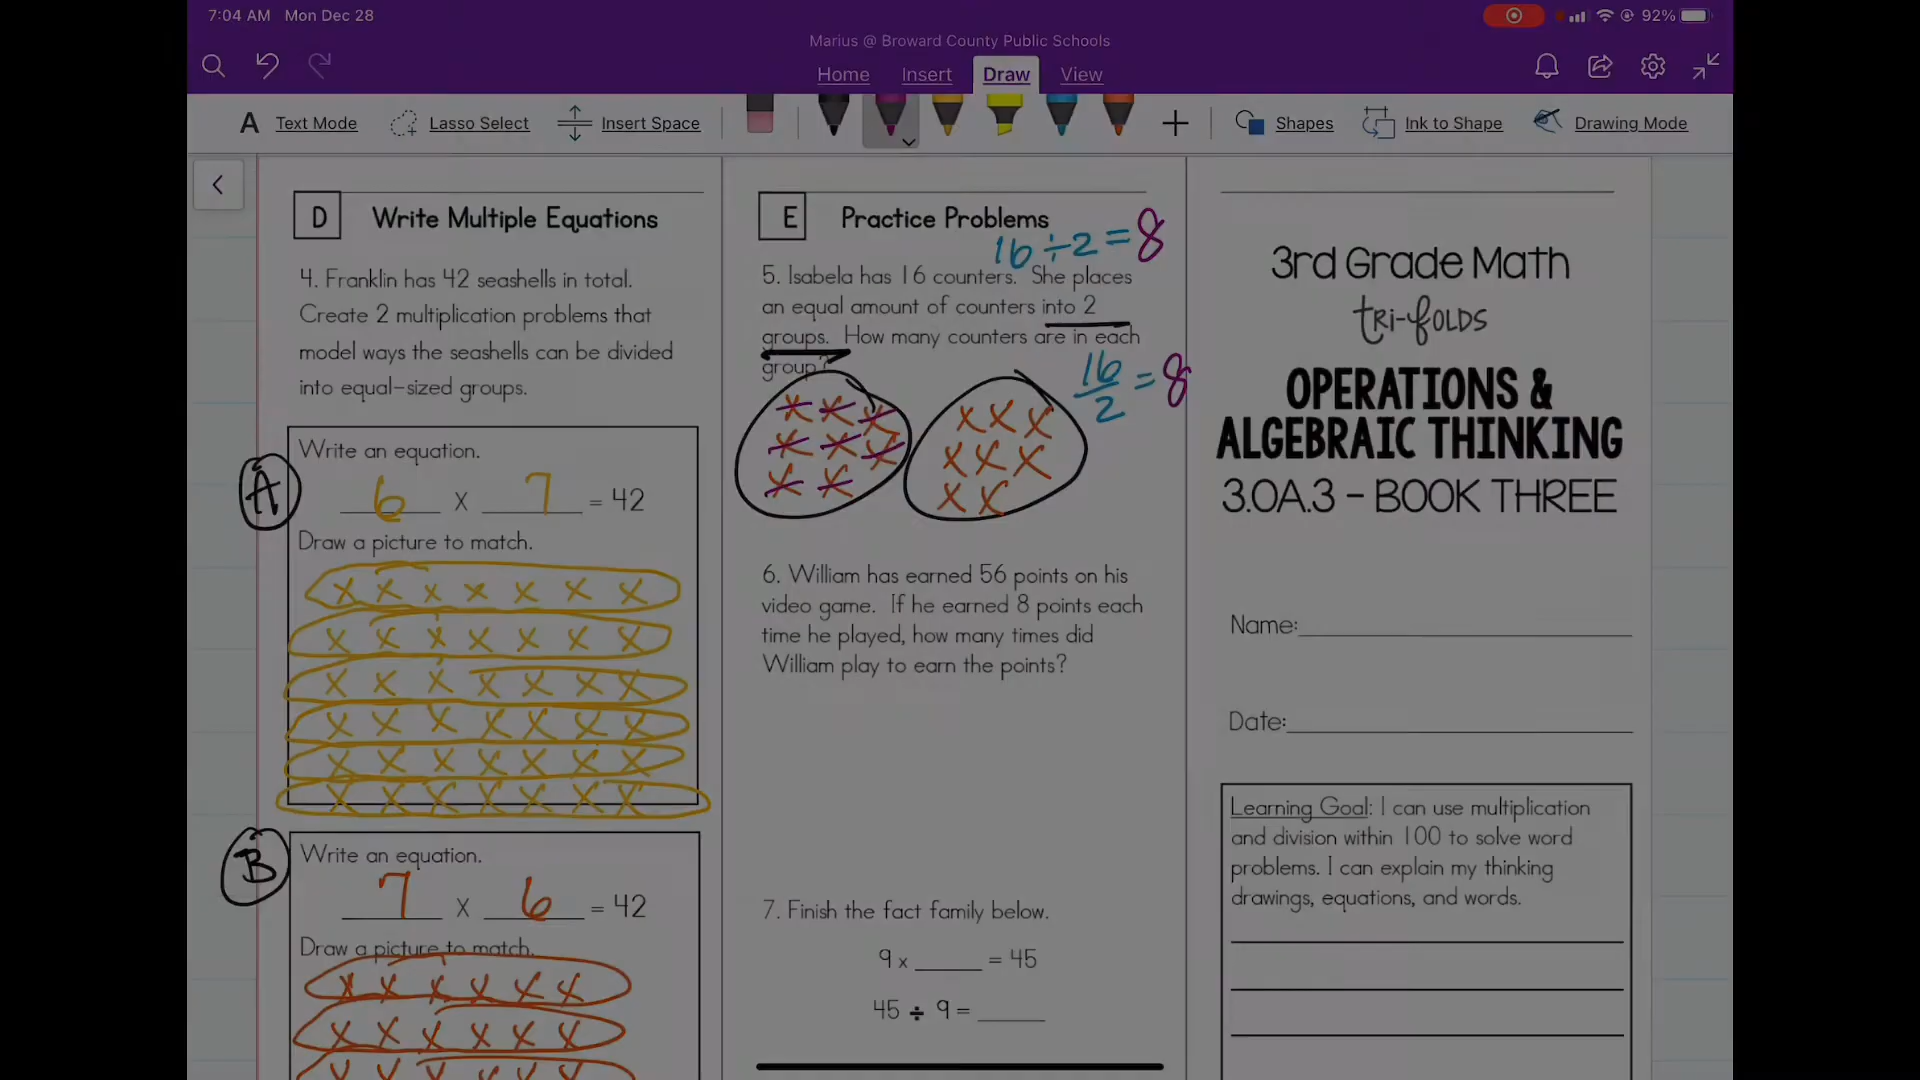 7:04 AM Mon Dec 28
92%
Marius @ Broward County Public Schools
Home Insert Draw View
A Text Mode Lasso Select Insert Space Shapes Ink to Shape Drawing Mode
D Write Multiple Equations
4. Franklin has 42 seashells in total.
Create 2 multiplication problems that
model ways the seashells can be divided
into equal-sized groups.
A
Write an equation.
6 X 7 = 42
Draw a picture to match.
X X X X X X X
X X X X X X X
X X X X X X X
X X X X X X X
X X X X X X X
X X X X X X X
B
Write an equation.
7 X 6 = 42
Draw a picture to match.
X X X X X X
X X X X X X
X X X X X X
E Practice Problems
16 ÷ 2 = 8
5. Isabela has 16 counters. She places
an equal amount of counters into 2
groups. How many counters are in each
group?
16/2 = 8
X X X X X X
X X X X X X
X X X X
6. William has earned 56 points on his
video game. If he earned 8 points each
time he played, how many times did
William play to earn the points?
7. Finish the fact family below.
9 x _____ = 45
45 ÷ 9 = _____
3rd Grade Math
TRi-FOLDS
OPERATIONS &
ALGEBRAIC THINKING
3.OA.3 - BOOK THREE
Name:
Date:
Learning Goal: I can use multiplication
and division within 100 to solve word
problems. I can explain my thinking
drawings, equations, and words.